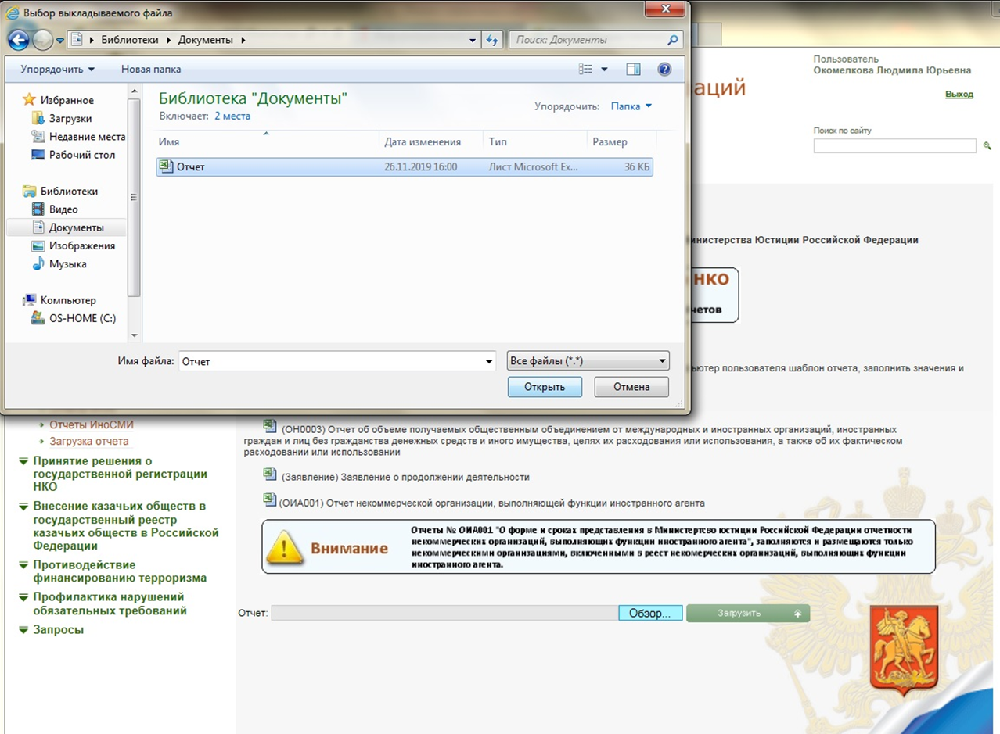 Выбор выкладываемого файла
Библиотеки Документы
Поиск: Документы
Упорядочить Новая папка
Избранное
Загрузки
Недавние места
Рабочий стол
Библиотеки
Видео
Документы
Изображения
Музыка
Компьютер
OS-HOME (C:)
Библиотека "Документы"
Включает: 2 места
Упорядочить: Папка
Имя Дата изменения Тип Размер
Отчет 26.11.2019 16:00 Лист Microsoft Ex... 36 КБ
Имя файла: Отчет Все файлы (*.*)
Открыть Отмена
Пользователь
Окомелкова Людмила Юрьевна
Выход
заций
Поиск по сайту
инистерства Юстиции Российской Федерации
НКО
четов
ьютер пользователя шаблон отчета, заполнить значения и
Отчеты ИноСМИ
Загрузка отчета
Принятие решения о
государственной регистрации
НКО
Внесение казачьих обществ в
государственный реестр
казачьих обществ в Российской
Федерации
Противодействие
финансированию терроризма
Профилактика нарушений
обязательных требований
Запросы
(ОН0003) Отчет об объеме получаемых общественным объединением от международных и иностранных организаций, иностранных
граждан и лиц без гражданства денежных средств и иного имущества, целях их расходования или использования, а также об их фактическом
расходовании или использовании
(Заявление) Заявление о продолжении деятельности
(ОИА001) Отчет некоммерческой организации, выполняющей функции иностранного агента
Внимание
Отчеты № ОИА001 "О форме и сроках представления в Министертсво юстиции Российской Федерации отчетности
некоммерческих организаций, выполняющих функции иностранного агента", заполняются и размещаются только
некоммерческими организациями, включенными в реест некомерческих организаций, выполняющих функции
иностранного агента.
Отчет: Обзор... Загрузить